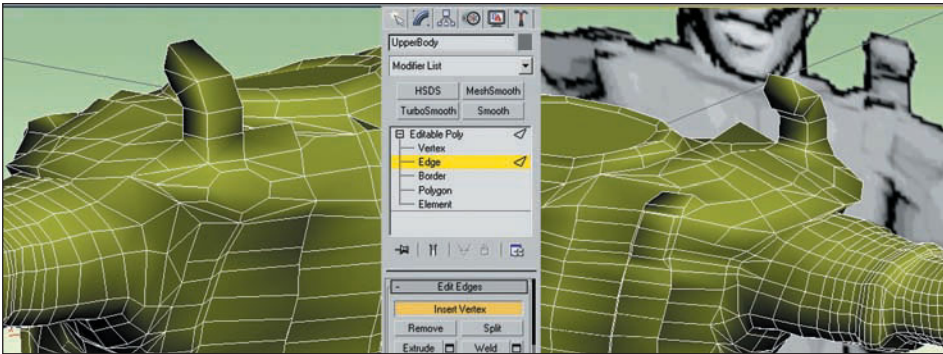 UpperBody
Modifier List
HSDS MeshSmooth
TurboSmooth Smooth
Editable Poly
Vertex
Edge
Border
Polygon
Element
- Edit Edges
Insert Vertex
Remove Split
Extrude Weld